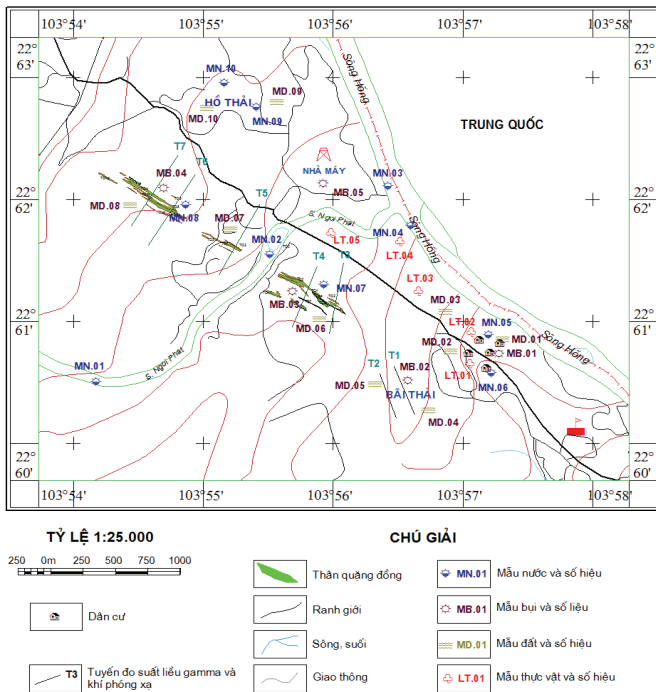 103°54' 103°55' 103°56' 103°57' 103°58'
22° 63'
22° 63'
MN.10
MD.09
HỒ THẢI
MD.10
MN.09
Sông Hồng
TRUNG QUỐC
T7
T6
MB.04
NHÀ MÁY
MB.05
MN.03
22° 62'
22° 62'
MD.08
MN.08
MD.07
T5
S. Ngòi Phát
LT.05
MN.04
LT.04
Sông Hồng
MN.02
T4
T3
MN.07
LT.03
MB.03
MD.06
MD.03
LT.02
MN.05
22° 61'
22° 61'
MD.02
MD.01
MB.01
Sông Hồng
S. Ngòi Phát
MN.01
T2
T1
MD.05
MB.02
LT.01
MN.06
BÃI THẢI
MD.04
22° 60'
22° 60'
103°54' 103°55' 103°56' 103°57' 103°58'
TỶ LỆ 1:25.000
250 0m 250 500 750 1000
Dân cư
T3 Tuyến đo suất liều gamma và khí phóng xạ
CHÚ GIẢI
Thân quặng đồng
Ranh giới
Sông, suối
Giao thông
MN.01 Mẫu nước và số hiệu
MB.01 Mẫu bụi và số liệu
MD.01 Mẫu đất và số hiệu
LT.01 Mẫu thực vật và số hiệu